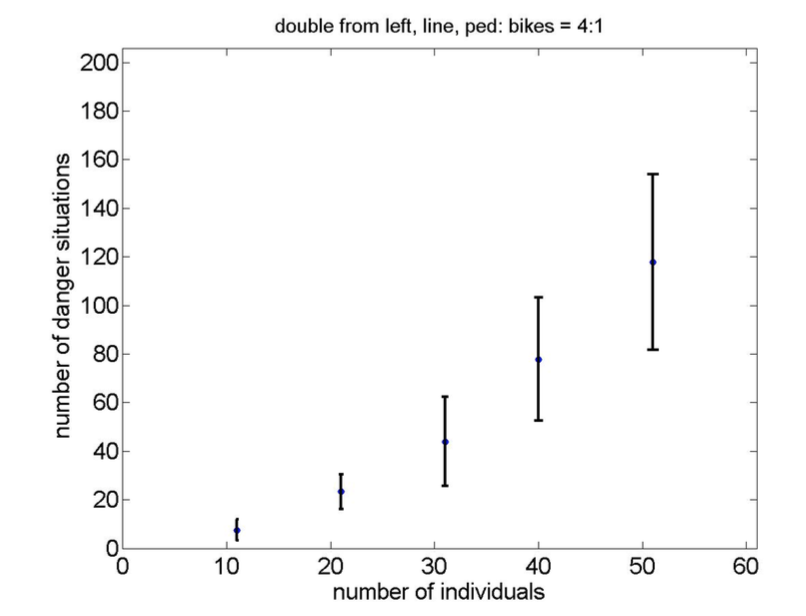 double from left, line, ped: bikes = 4:1
200
180
160
140
120
100
80
60
40
20
0
number of danger situations
0 10 20 30 40 50 60
number of individuals